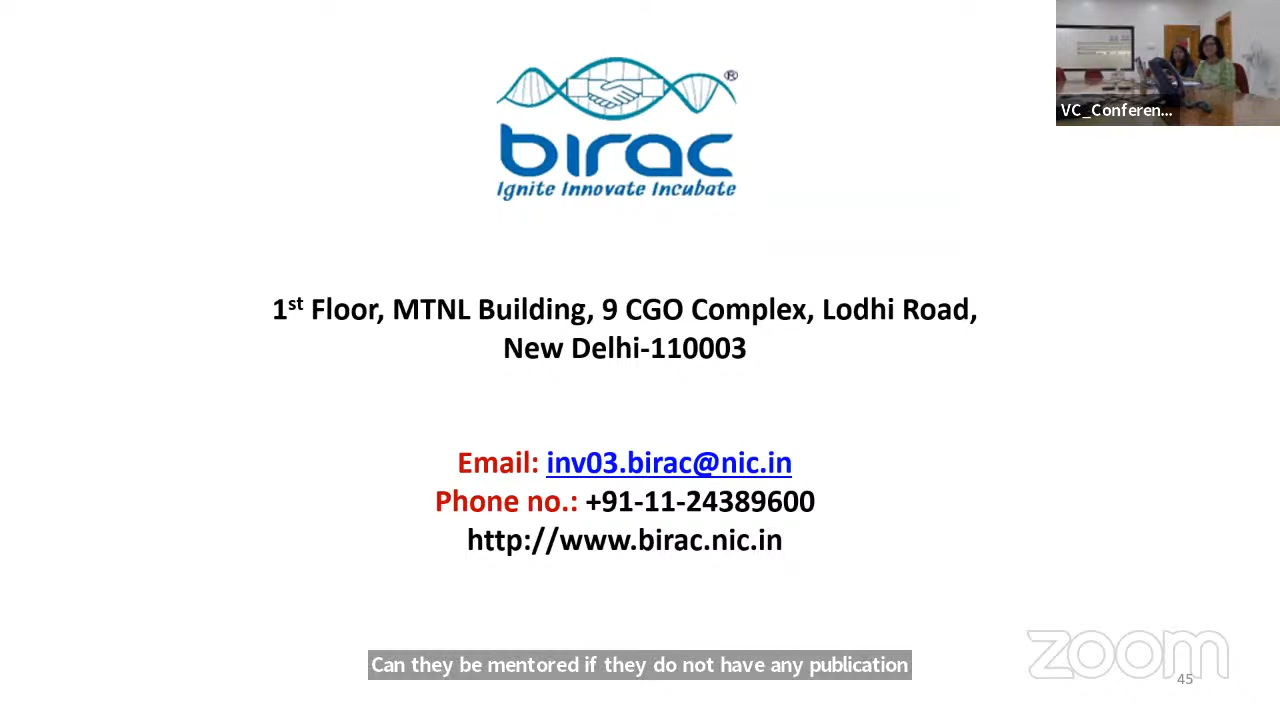 ®
birac
Ignite Innovate Incubate
VC_Conferen...
1st Floor, MTNL Building, 9 CGO Complex, Lodhi Road,
New Delhi-110003
Email: inv03.birac@nic.in
Phone no.: +91-11-24389600
http://www.birac.nic.in
Can they be mentored if they do not have any publication
zoom
45